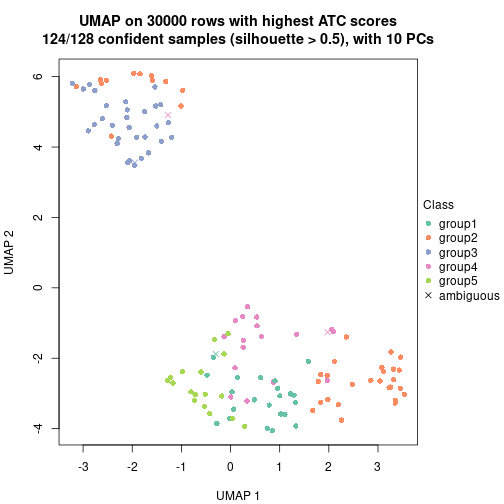 UMAP on 30000 rows with highest ATC scores
124/128 confident samples (silhouette > 0.5), with 10 PCs
6
4
2
0
-2
-4
UMAP 2
-3
-2
-1
0
1
2
3
UMAP 1
Class
group1
group2
group3
group4
group5
ambiguous